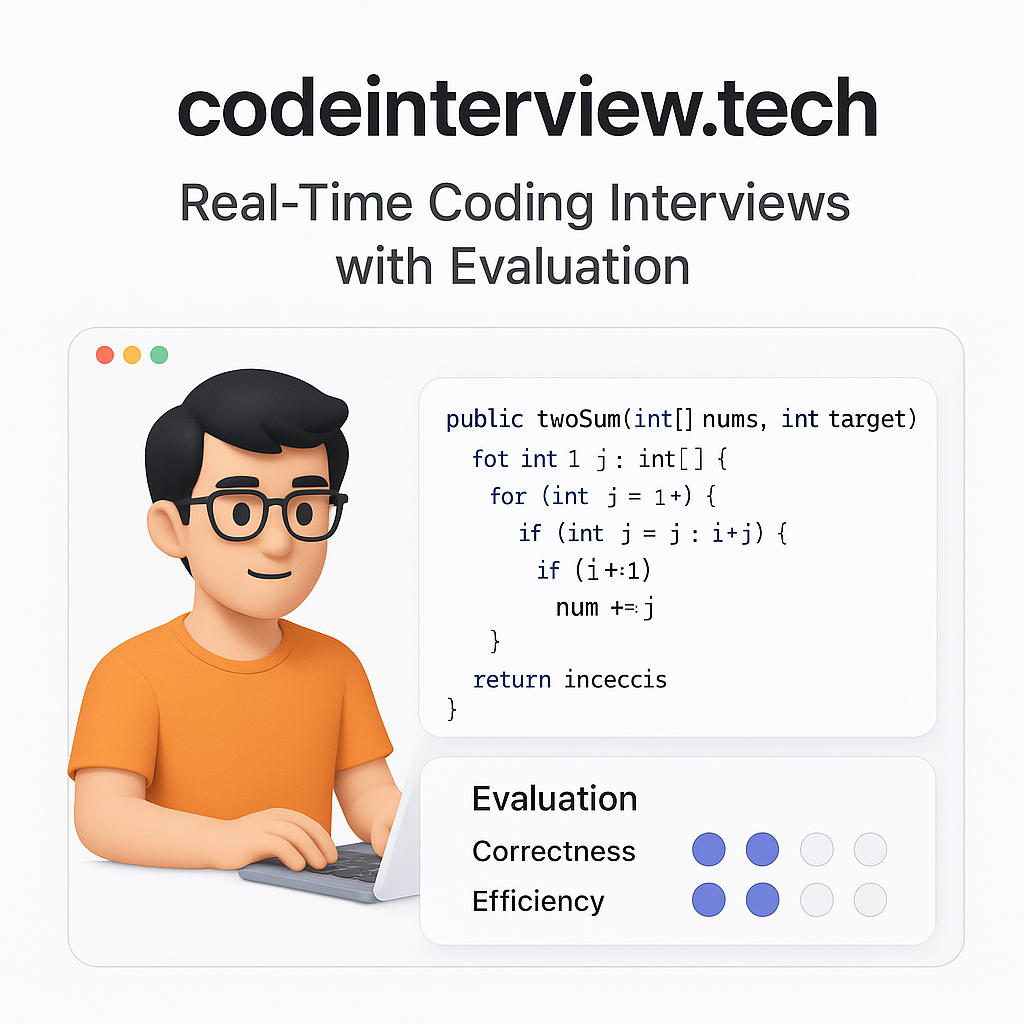 codeinterview.tech
Real-Time Coding Interviews
with Evaluation
public twoSum(int[] nums, int target)
fot int 1 j : int[] {
for (int j = 1+) {
if (int j = j : i+j) {
if (i+:1)
num +=: j
}
return inceccis
}
Evaluation
Correctness
Efficiency